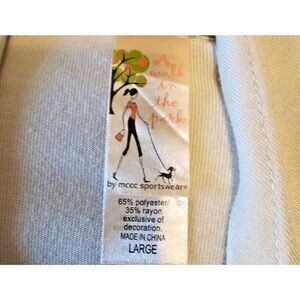 A
walk
in
the
park
by mccc sportswear®
65% polyester/
35% rayon
exclusive of
decoration.
MADE IN CHINA
LARGE